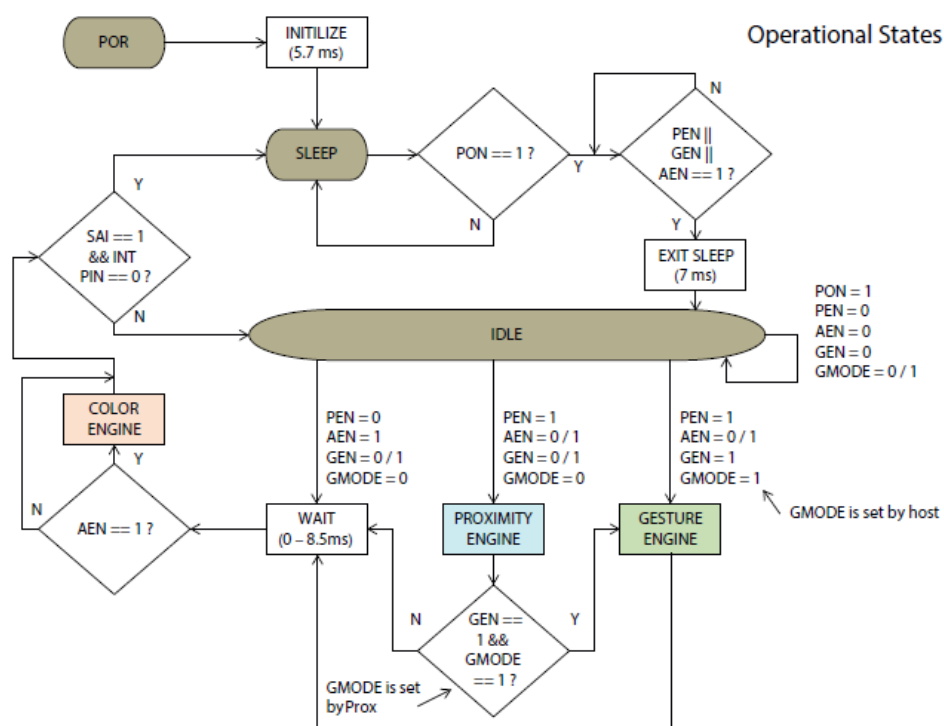 Operational States
POR
INITILIZE
(5.7 ms)
SLEEP
PON == 1 ?
Y
N
N
PEN ||
GEN ||
AEN == 1 ?
Y
EXIT SLEEP
(7 ms)
Y
SAI == 1
&& INT
PIN == 0 ?
N
IDLE
PON = 1
PEN = 0
AEN = 0
GEN = 0
GMODE = 0 / 1
COLOR
ENGINE
Y
N
AEN == 1 ?
PEN = 0
AEN = 1
GEN = 0 / 1
GMODE = 0
WAIT
(0 – 8.5ms)
PEN = 1
AEN = 0 / 1
GEN = 0 / 1
GMODE = 0
PROXIMITY
ENGINE
PEN = 1
AEN = 0 / 1
GEN = 1
GMODE = 1
GMODE is set by host
GESTURE
ENGINE
N
GEN ==
1 &&
GMODE
== 1 ?
Y
GMODE is set
by Prox